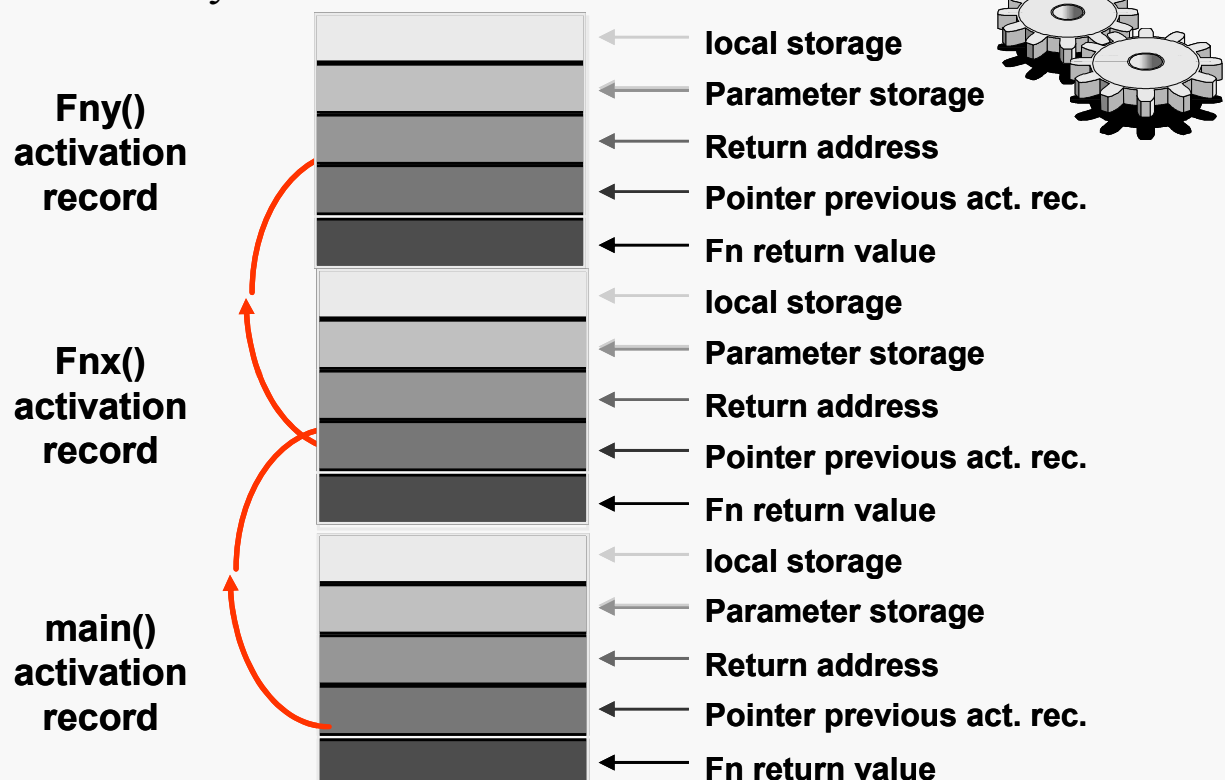 Fny()
activation
record
local storage
Parameter storage
Return address
Pointer previous act. rec.
Fn return value
Fnx()
activation
record
local storage
Parameter storage
Return address
Pointer previous act. rec.
Fn return value
main()
activation
record
local storage
Parameter storage
Return address
Pointer previous act. rec.
Fn return value